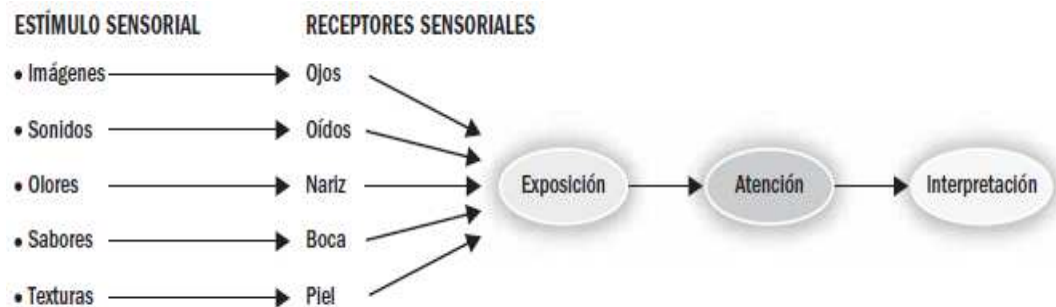 ESTÍMULO SENSORIAL RECEPTORES SENSORIALES
• Imágenes Ojos
• Sonidos Oídos
• Olores Nariz Exposición Atención Interpretación
• Sabores Boca
• Texturas Piel